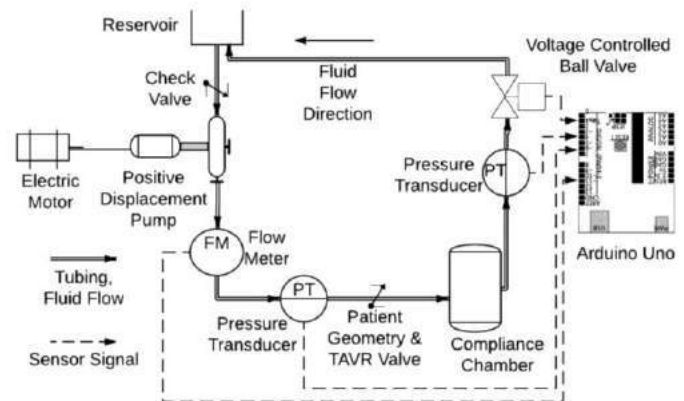 Reservoir
Voltage Controlled
Ball Valve
Check
Valve
Fluid
Flow
Direction
Pressure
Transducer
PT
Electric
Motor
Positive
Displacement
Pump
FM
Flow
Meter
Arduino Uno
Tubing,
Fluid Flow
PT
Pressure
Transducer
Patient
Geometry &
TAVR Valve
Compliance
Chamber
Sensor Signal